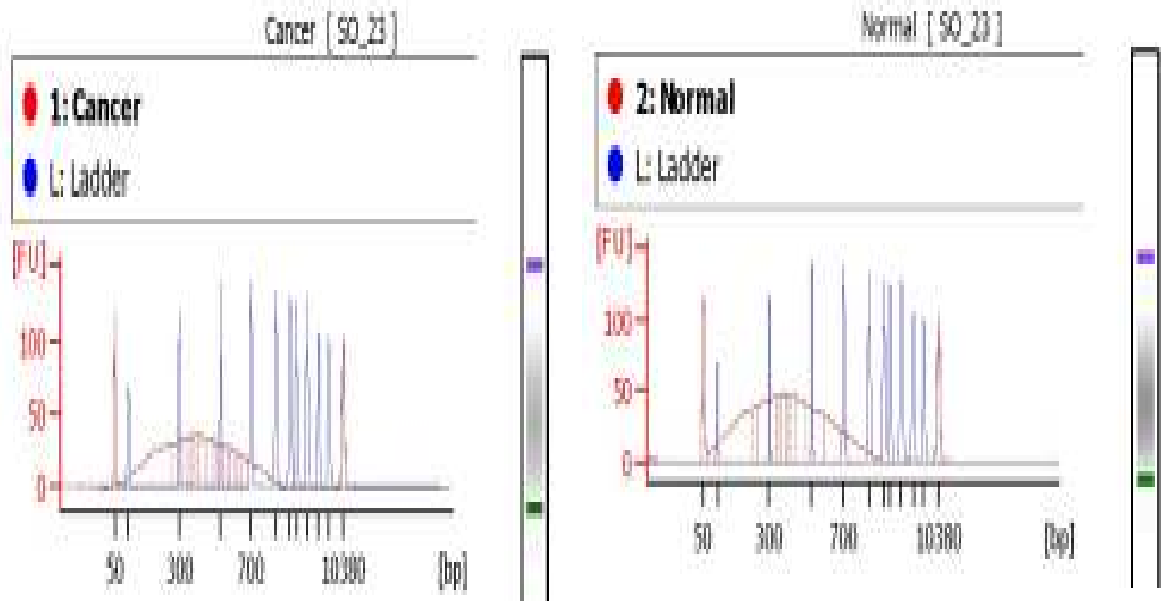 Cancer [ SO_23 ]
1: Cancer
L: Ladder
[FU]
100
50
0
50 300 700 10380 [bp]
Normal [ SO_23 ]
2: Normal
L: Ladder
[FU]
100
50
0
50 300 700 10380 [bp]